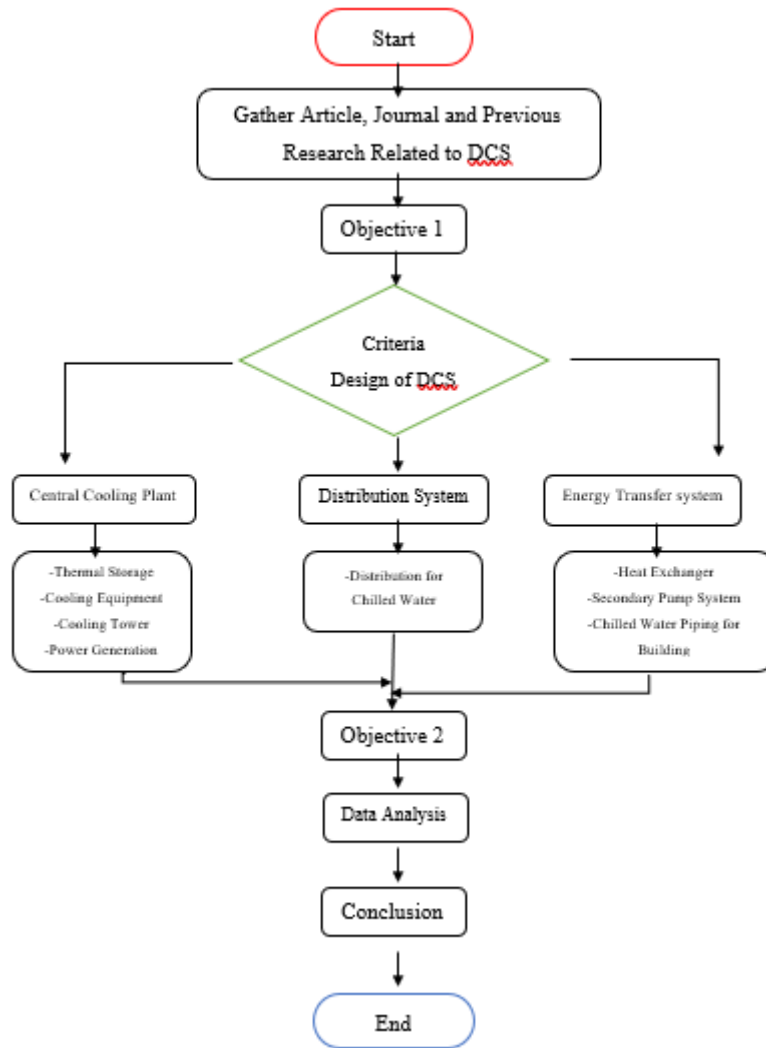 Start
Gather Article, Journal and Previous
Research Related to DCS
Objective 1
Criteria
Design of DCS
Central Cooling Plant
Distribution System
Energy Transfer system
-Thermal Storage
-Cooling Equipment
-Cooling Tower
-Power Generation
-Distribution for
Chilled Water
-Heat Exchanger
-Secondary Pump System
-Chilled Water Piping for
Building
Objective 2
Data Analysis
Conclusion
End